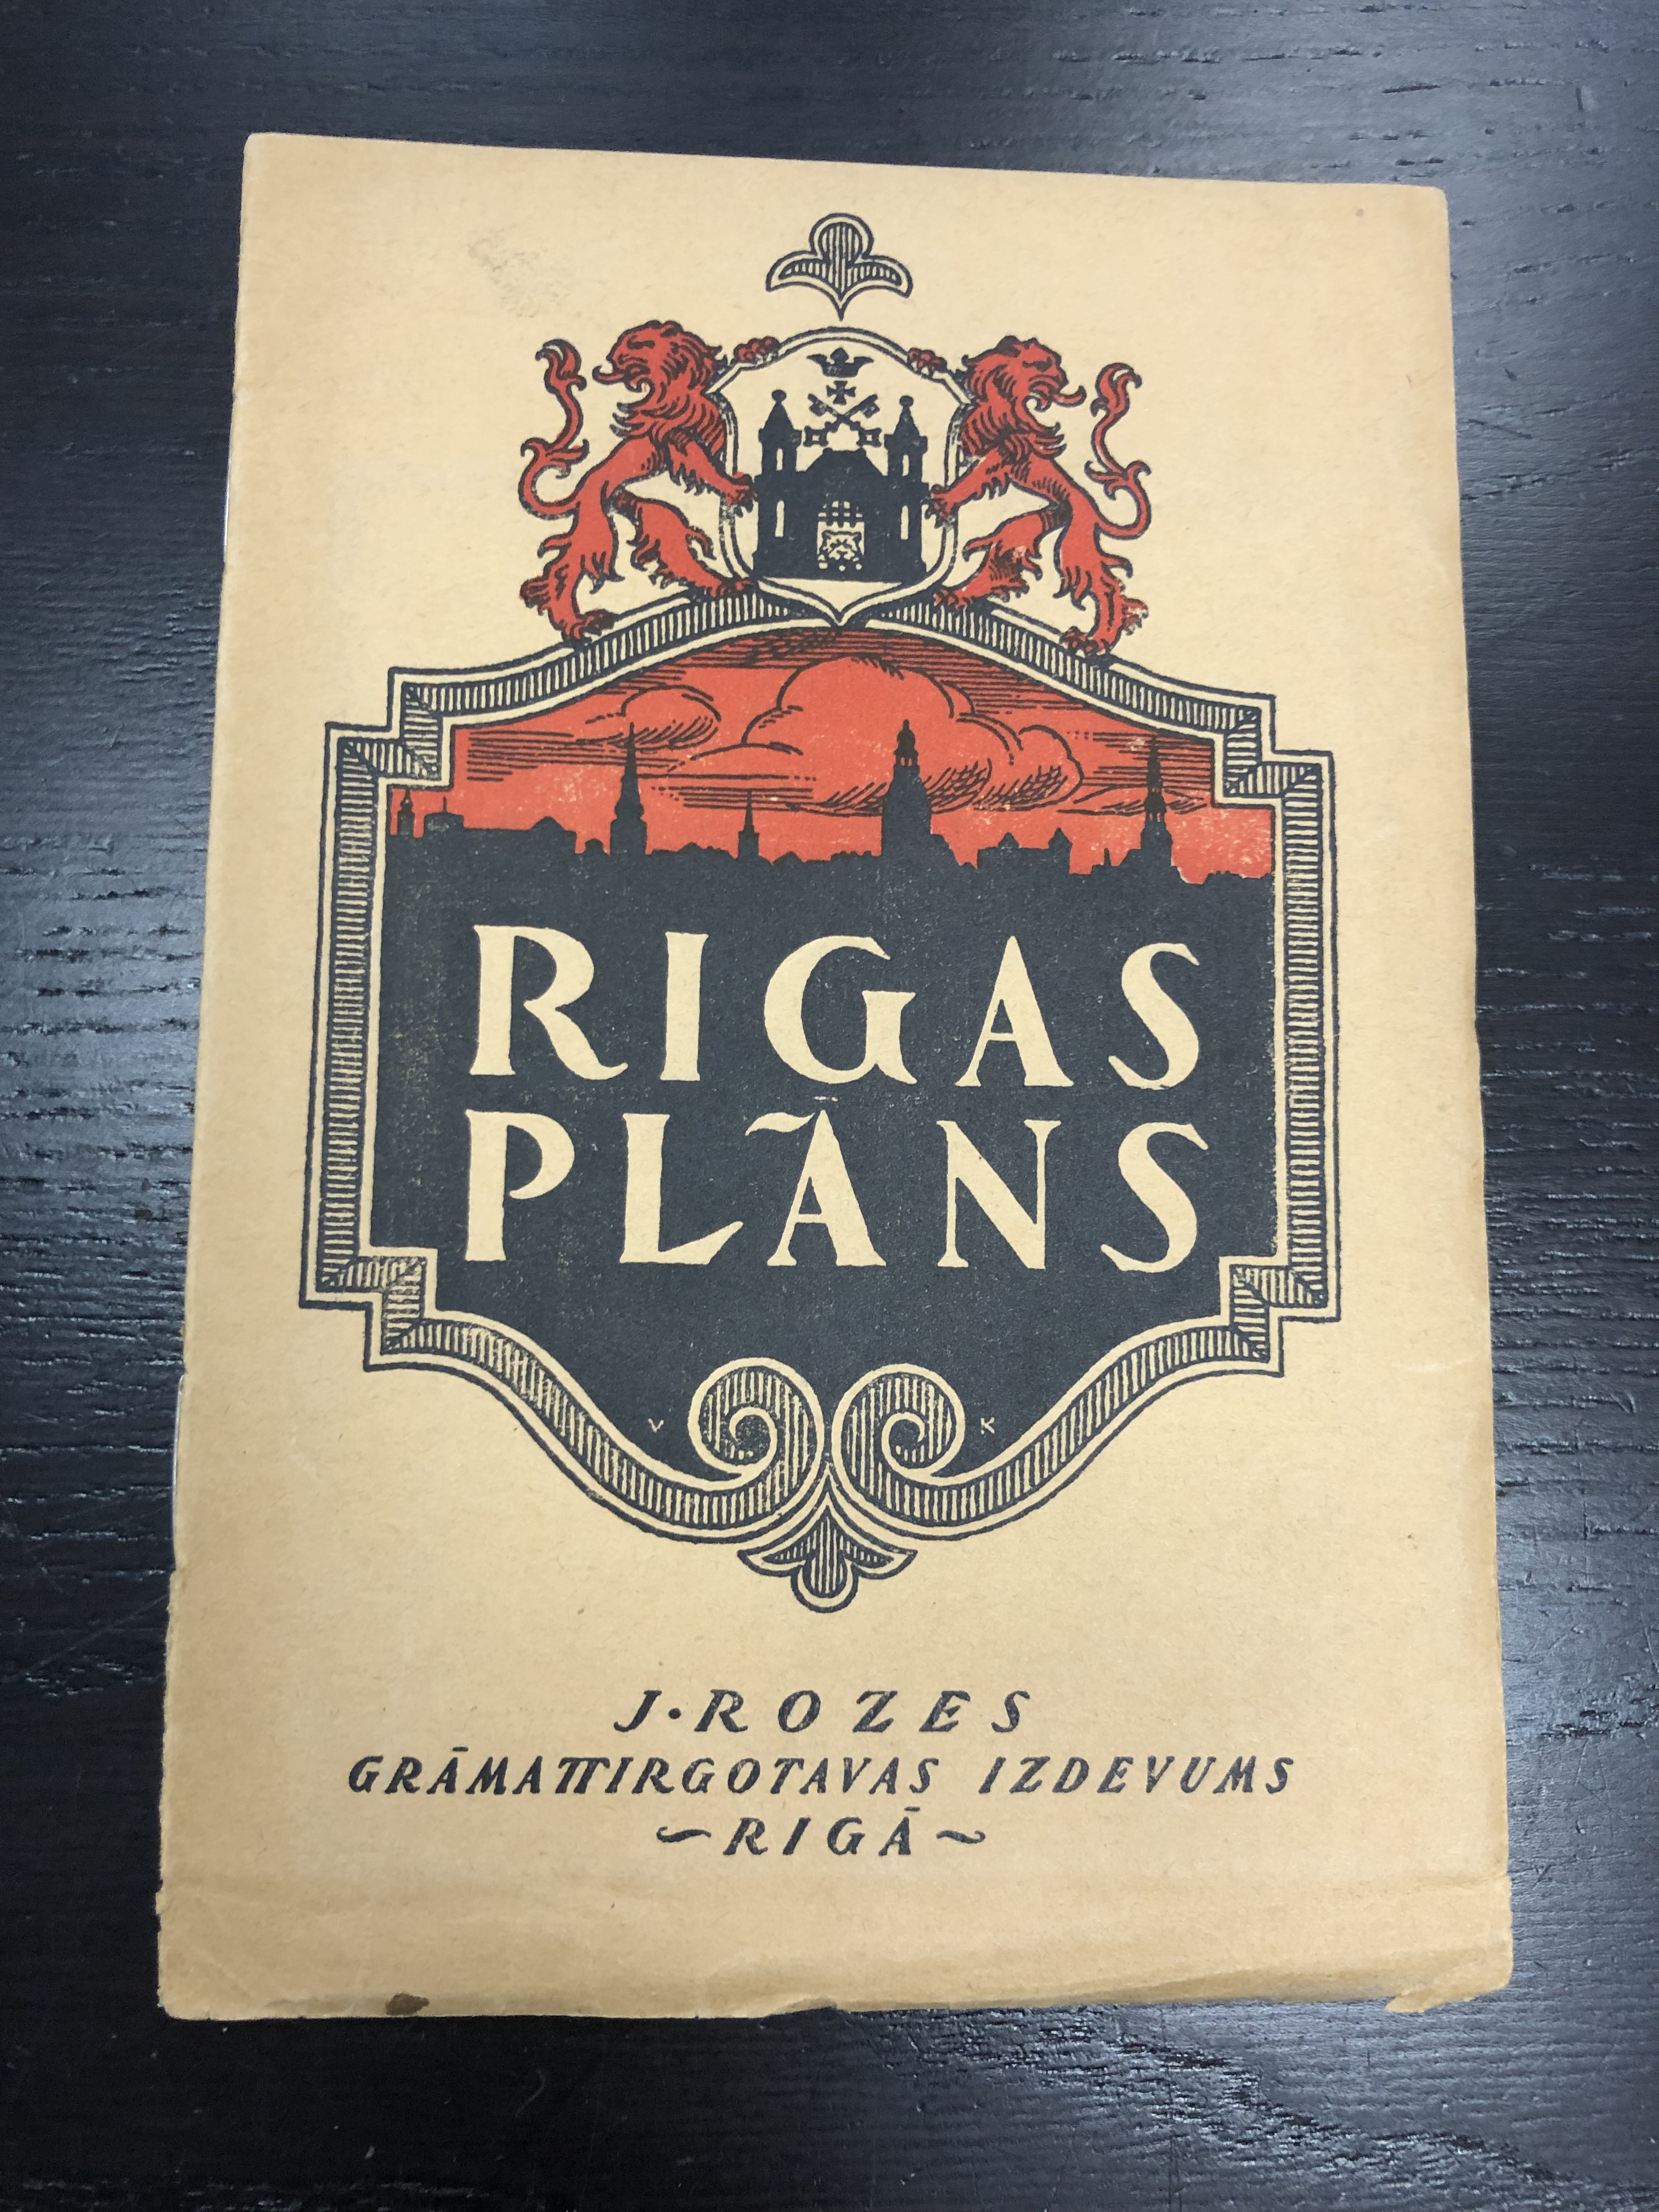 RIGAS
PLĀNS
V K
J. ROZES
GRĀMATTIRGOTAVAS IZDEVUMS
~RIGĀ~